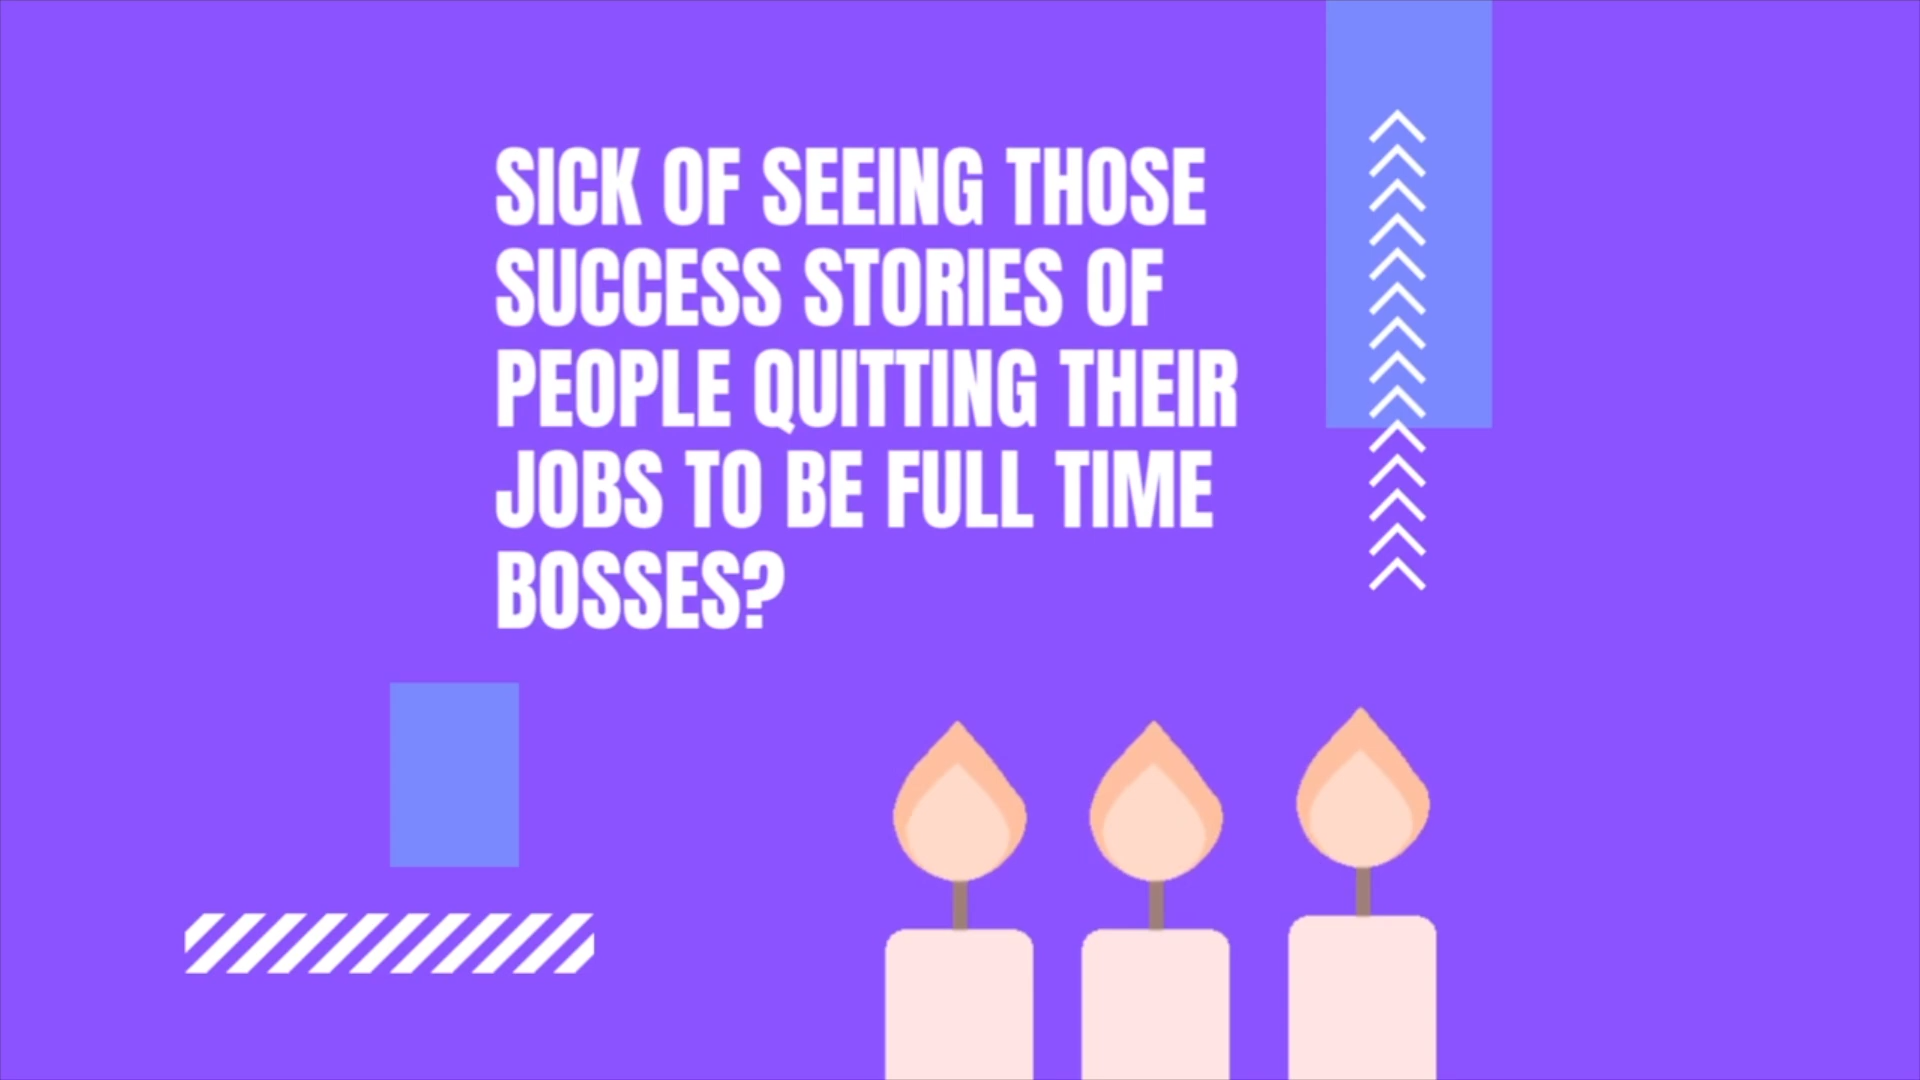 SICK OF SEEING THOSE
SUCCESS STORIES OF
PEOPLE QUITTING THEIR
JOBS TO BE FULL TIME
BOSSES?